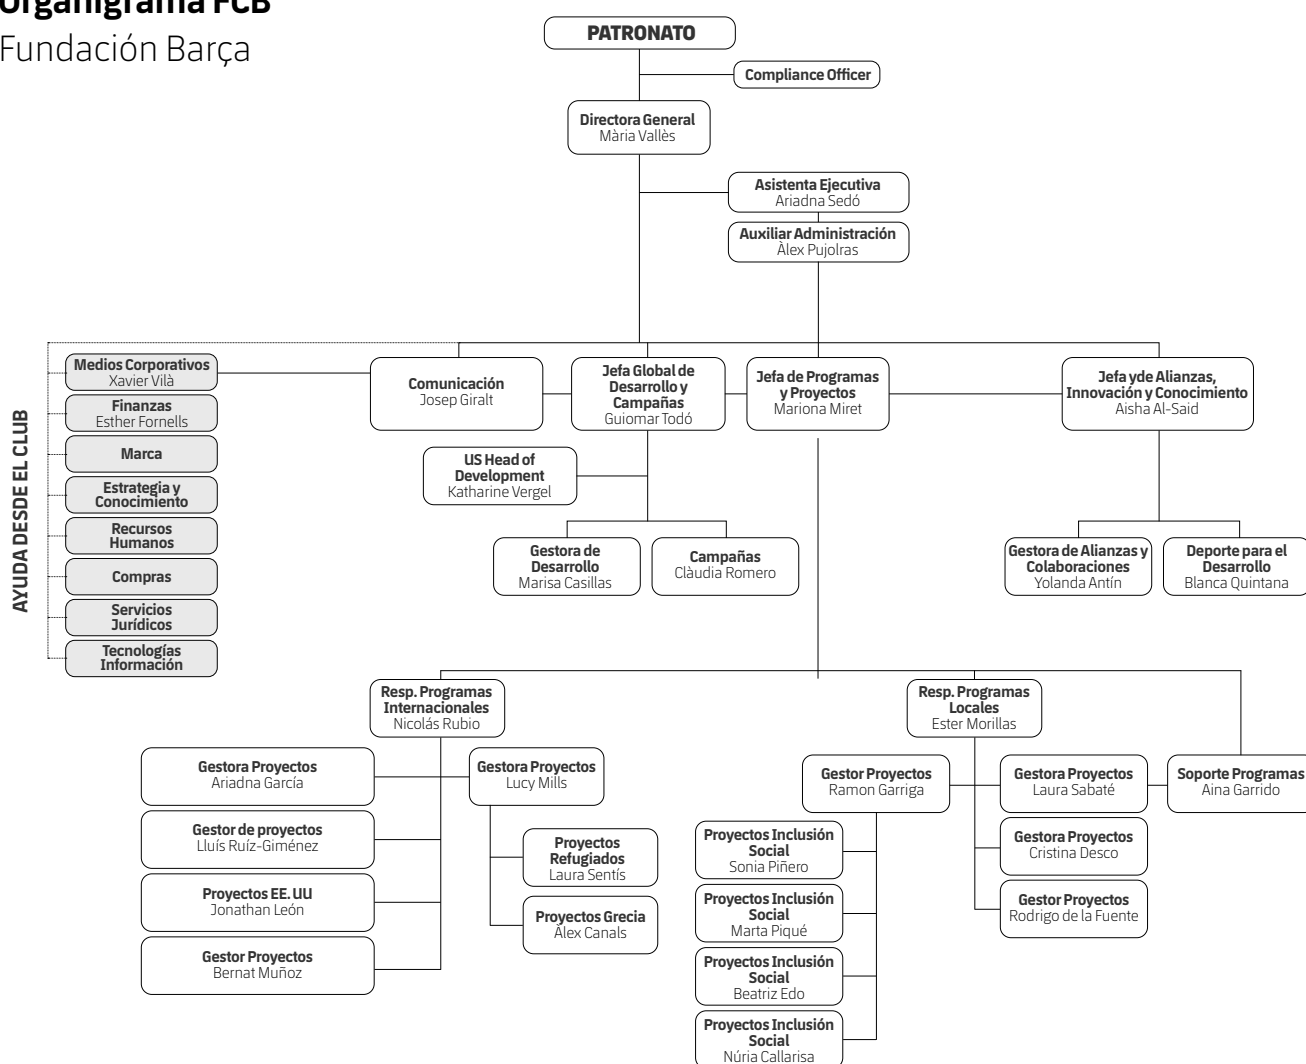 Organigrama FCB
Fundación Barça
PATRONATO
Compliance Officer
Directora General
Mària Vallès
Asistenta Ejecutiva
Ariadna Sedó
Auxiliar Administración
Àlex Pujolras
AYUDA DESDE EL CLUB
Medios Corporativos
Xavier Vilà
Finanzas
Esther Fornells
Marca
Estrategia y
Conocimiento
Recursos
Humanos
Compras
Servicios
Jurídicos
Tecnologías
Información
Comunicación
Josep Giralt
Jefa Global de
Desarrollo y
Campañas
Guiomar Todó
Jefa de Programas
y Proyectos
Mariona Miret
Jefa yde Alianzas,
Innovación y Conocimiento
Aisha Al-Said
US Head of
Development
Katharine Vergel
Gestora de
Desarrollo
Marisa Casillas
Campañas
Clàudia Romero
Gestora de Alianzas y
Colaboraciones
Yolanda Antín
Deporte para el
Desarrollo
Blanca Quintana
Resp. Programas
Internacionales
Nicolás Rubio
Resp. Programas
Locales
Ester Morillas
Gestora Proyectos
Ariadna García
Gestor de proyectos
Lluís Ruíz-Giménez
Proyectos EE. UU
Jonathan León
Gestor Proyectos
Bernat Muñoz
Gestora Proyectos
Lucy Mills
Proyectos
Refugiados
Laura Sentís
Proyectos Grecia
Àlex Canals
Gestor Proyectos
Ramon Garriga
Proyectos Inclusión
Social
Sonia Piñero
Proyectos Inclusión
Social
Marta Piqué
Proyectos Inclusión
Social
Beatriz Edo
Proyectos Inclusión
Social
Núria Callarisa
Gestora Proyectos
Laura Sabaté
Gestora Proyectos
Cristina Desco
Gestor Proyectos
Rodrigo de la Fuente
Soporte Programas
Aina Garrido